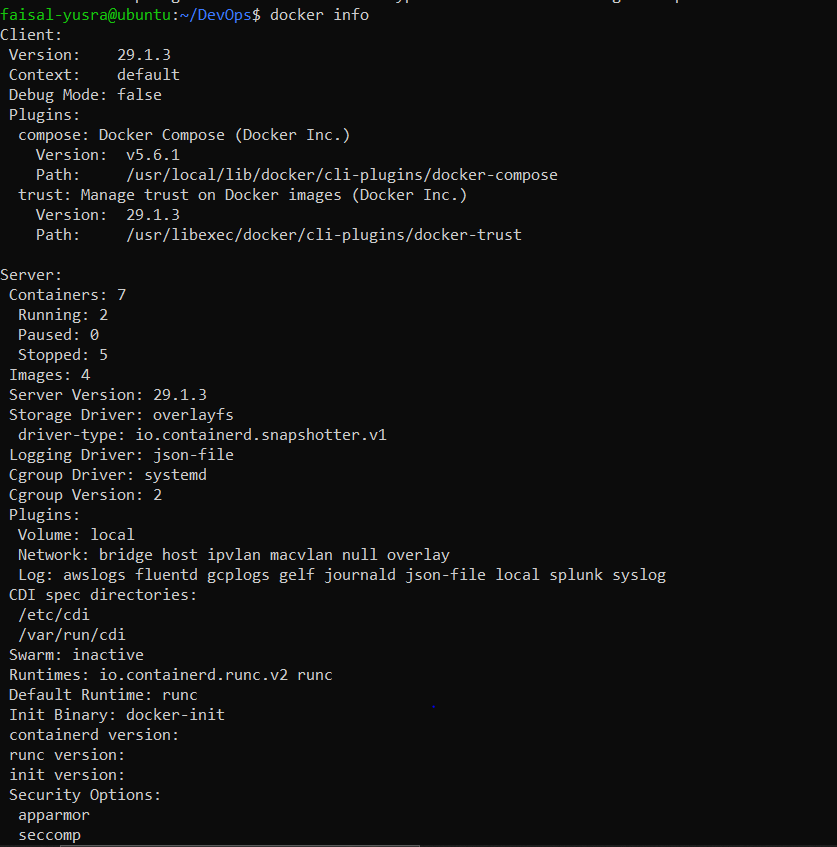 faisal-yusra@ubuntu:~/DevOps$ docker info
Client:
 Version:    29.1.3
 Context:    default
 Debug Mode: false
 Plugins:
  compose: Docker Compose (Docker Inc.)
    Version:  v5.6.1
    Path:     /usr/local/lib/docker/cli-plugins/docker-compose
  trust: Manage trust on Docker images (Docker Inc.)
    Version:  29.1.3
    Path:     /usr/libexec/docker/cli-plugins/docker-trust

Server:
 Containers: 7
  Running: 2
  Paused: 0
  Stopped: 5
 Images: 4
 Server Version: 29.1.3
 Storage Driver: overlayfs
  driver-type: io.containerd.snapshotter.v1
 Logging Driver: json-file
 Cgroup Driver: systemd
 Cgroup Version: 2
 Plugins:
  Volume: local
  Network: bridge host ipvlan macvlan null overlay
  Log: awslogs fluentd gcplogs gelf journald json-file local splunk syslog
 CDI spec directories:
  /etc/cdi
  /var/run/cdi
 Swarm: inactive
 Runtimes: io.containerd.runc.v2 runc
 Default Runtime: runc
 Init Binary: docker-init
 containerd version:
 runc version:
 init version:
 Security Options:
  apparmor
  seccomp